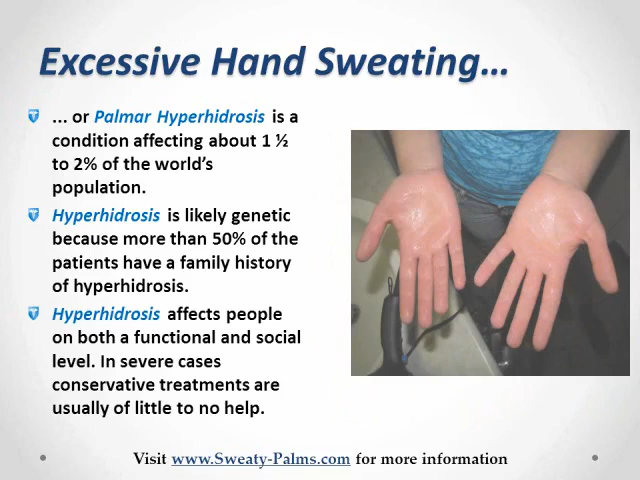 Excessive Hand Sweating...
... or Palmar Hyperhidrosis is a
condition affecting about 1 ½
to 2% of the world's
population.
Hyperhidrosis is likely genetic
because more than 50% of the
patients have a family history
of hyperhidrosis.
Hyperhidrosis affects people
on both a functional and social
level. In severe cases
conservative treatments are
usually of little to no help.
Visit www.Sweaty-Palms.com for more information